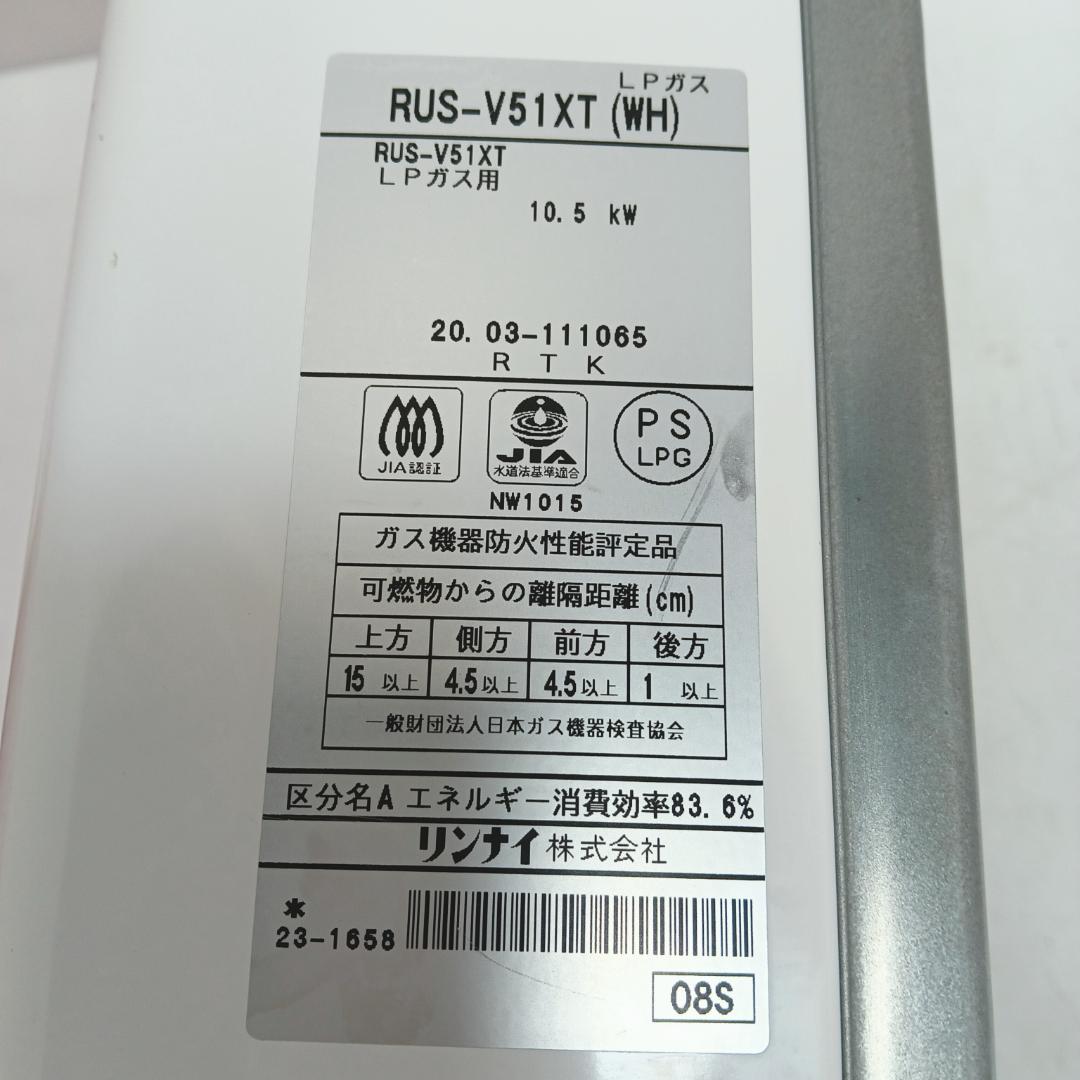 LPガス
RUS-V51XT (WH)
RUS-V51XT
LPガス用
10.5 kW
20. 03-111065
R T K
JIA認証
JIA
水道法基準適合
PS
LPG
NW1015
ガス機器防火性能評定品
可燃物からの離隔距離(cm)
上方 側方 前方 後方
15 以上 4.5以上 4.5以上 1 以上
一般財団法人日本ガス機器検査協会
区分名A エネルギー消費効率83.6%
リンナイ株式会社
*
23-1658
08S